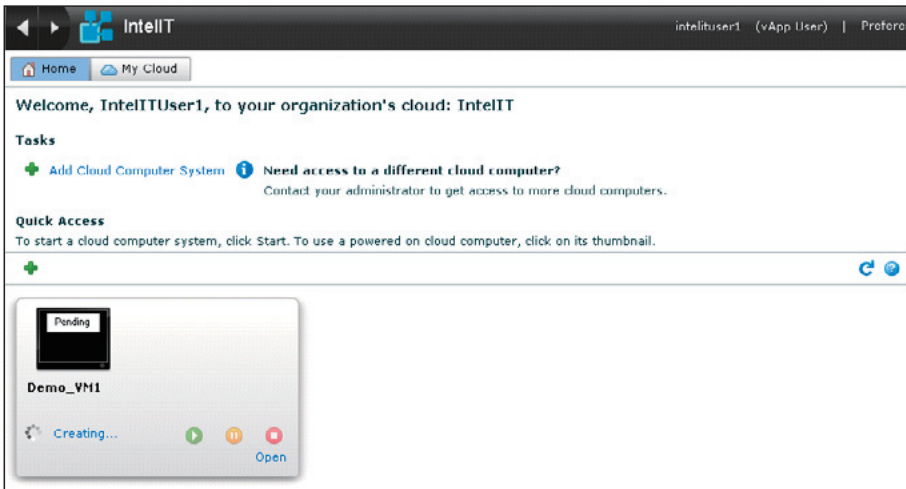 IntelIT
intelituser1 (vApp User) | Prefere
Home My Cloud
Welcome, IntelITUser1, to your organization's cloud: IntelIT
Tasks
Add Cloud Computer System Need access to a different cloud computer?
Contact your administrator to get access to more cloud computers.
Quick Access
To start a cloud computer system, click Start. To use a powered on cloud computer, click on its thumbnail.
Pending
Demo_VM1
Creating...
Open